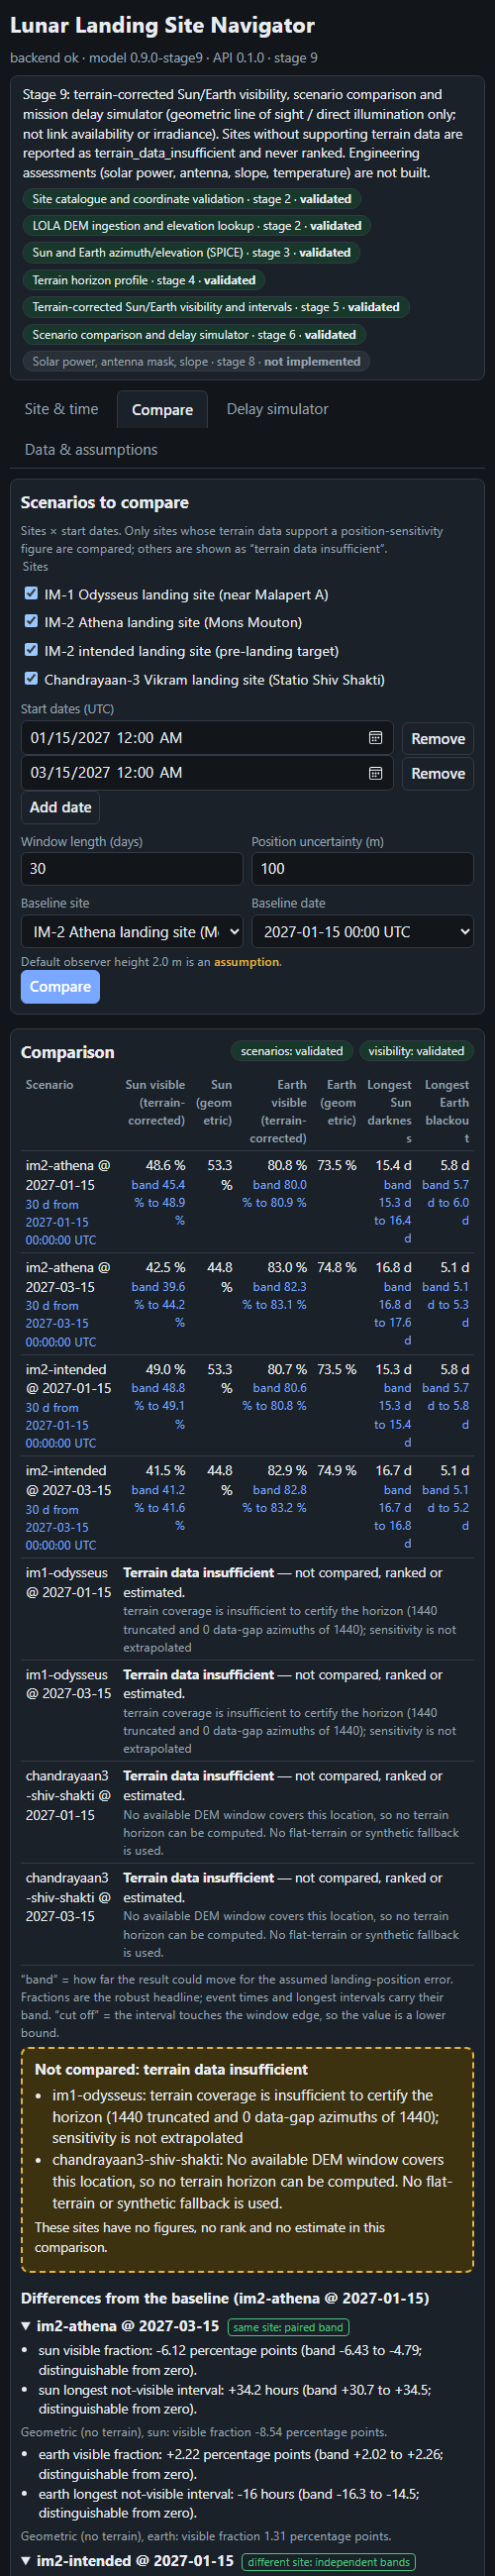 Lunar Landing Site Navigator
backend ok · model 0.9.0-stage9 · API 0.1.0 · stage 9
Stage 9: terrain-corrected Sun/Earth visibility, scenario comparison and
mission delay simulator (geometric line of sight / direct illumination only;
not link availability or irradiance). Sites without supporting terrain data are
reported as terrain_data_insufficient and never ranked. Engineering
assessments (solar power, antenna, slope, temperature) are not built.
Site catalogue and coordinate validation · stage 2 · validated
LOLA DEM ingestion and elevation lookup · stage 2 · validated
Sun and Earth azimuth/elevation (SPICE) · stage 3 · validated
Terrain horizon profile · stage 4 · validated
Terrain-corrected Sun/Earth visibility and intervals · stage 5 · validated
Scenario comparison and delay simulator · stage 6 · validated
Solar power, antenna mask, slope · stage 8 · not implemented
Site & time
Compare
Delay simulator
Data & assumptions
Scenarios to compare
Sites × start dates. Only sites whose terrain data support a position-sensitivity
figure are compared; others are shown as “terrain data insufficient”.
Sites
IM-1 Odysseus landing site (near Malapert A)
IM-2 Athena landing site (Mons Mouton)
IM-2 intended landing site (pre-landing target)
Chandrayaan-3 Vikram landing site (Statio Shiv Shakti)
Start dates (UTC)
01/15/2027 12:00 AM
Remove
03/15/2027 12:00 AM
Remove
Add date
Window length (days)
Position uncertainty (m)
30
100
Baseline site
Baseline date
IM-2 Athena landing site (Mo
2027-01-15 00:00 UTC
Default observer height 2.0 m is an assumption.
Compare
Comparison
scenarios: validated
visibility: validated
Scenario
Sun visible
(terrain-
corrected)
Sun
(geom
etric)
Earth
visible
(terrain-
corrected)
Earth
(geom
etric)
Longest
Sun
darknes
s
Longest
Earth
blackou
t
im2-athena @
2027-01-15
30 d from
2027-01-15
00:00:00 UTC
48.6 %
band 45.4
% to 48.9
%
53.3
%
80.8 %
band 80.0
% to 80.9 %
73.5 %
15.4 d
band
15.3 d
to 16.4
d
5.8 d
band 5.7
d to 6.0
d
im2-athena @
2027-03-15
30 d from
2027-03-15
00:00:00 UTC
42.5 %
band 39.6
% to 44.2
%
44.8
%
83.0 %
band 82.3
% to 83.1 %
74.8 %
16.8 d
band
16.8 d
to 17.6
d
5.1 d
band 5.1
d to 5.3
d
im2-intended
@ 2027-01-15
30 d from
2027-01-15
00:00:00 UTC
49.0 %
band 48.8
% to 49.1
%
53.3
%
80.7 %
band 80.6
% to 80.8 %
73.5 %
15.3 d
band
15.3 d
to 15.4
d
5.8 d
band 5.7
d to 5.8
d
im2-intended
@ 2027-03-15
30 d from
2027-03-15
00:00:00 UTC
41.5 %
band 41.2
% to 41.6
%
44.8
%
82.9 %
band 82.8
% to 83.2 %
74.9 %
16.7 d
band
16.7 d
to 16.8
d
5.1 d
band 5.1
d to 5.2
d
im1-odysseus
@ 2027-01-15
Terrain data insufficient — not compared, ranked or
estimated.
terrain coverage is insufficient to certify the horizon (1440
truncated and 0 data-gap azimuths of 1440); sensitivity is not
extrapolated
im1-odysseus
@ 2027-03-15
Terrain data insufficient — not compared, ranked or
estimated.
terrain coverage is insufficient to certify the horizon (1440
truncated and 0 data-gap azimuths of 1440); sensitivity is not
extrapolated
chandrayaan3
-shiv-shakti @
2027-01-15
Terrain data insufficient — not compared, ranked or
estimated.
No available DEM window covers this location, so no terrain
horizon can be computed. No flat-terrain or synthetic fallback
is used.
chandrayaan3
-shiv-shakti @
2027-03-15
Terrain data insufficient — not compared, ranked or
estimated.
No available DEM window covers this location, so no terrain
horizon can be computed. No flat-terrain or synthetic fallback
is used.
“band” = how far the result could move for the assumed landing-position error.
Fractions are the robust headline; event times and longest intervals carry their
band. “cut off” = the interval touches the window edge, so the value is a lower
bound.
Not compared: terrain data insufficient
• im1-odysseus: terrain coverage is insufficient to certify the
horizon (1440 truncated and 0 data-gap azimuths of 1440);
sensitivity is not extrapolated
• chandrayaan3-shiv-shakti: No available DEM window covers
this location, so no terrain horizon can be computed. No flat-
terrain or synthetic fallback is used.
These sites have no figures, no rank and no estimate in this
comparison.
Differences from the baseline (im2-athena @ 2027-01-15)
▼ im2-athena @ 2027-03-15 same site: paired band
• sun visible fraction: -6.12 percentage points (band -6.43 to -4.79;
distinguishable from zero).
• sun longest not-visible interval: +34.2 hours (band +30.7 to +34.5;
distinguishable from zero).
Geometric (no terrain), sun: visible fraction -8.54 percentage points.
• earth visible fraction: +2.22 percentage points (band +2.02 to +2.26;
distinguishable from zero).
• earth longest not-visible interval: -16 hours (band -16.3 to -14.5;
distinguishable from zero).
Geometric (no terrain), earth: visible fraction 1.31 percentage points.
▼ im2-intended @ 2027-01-15 different site: independent bands